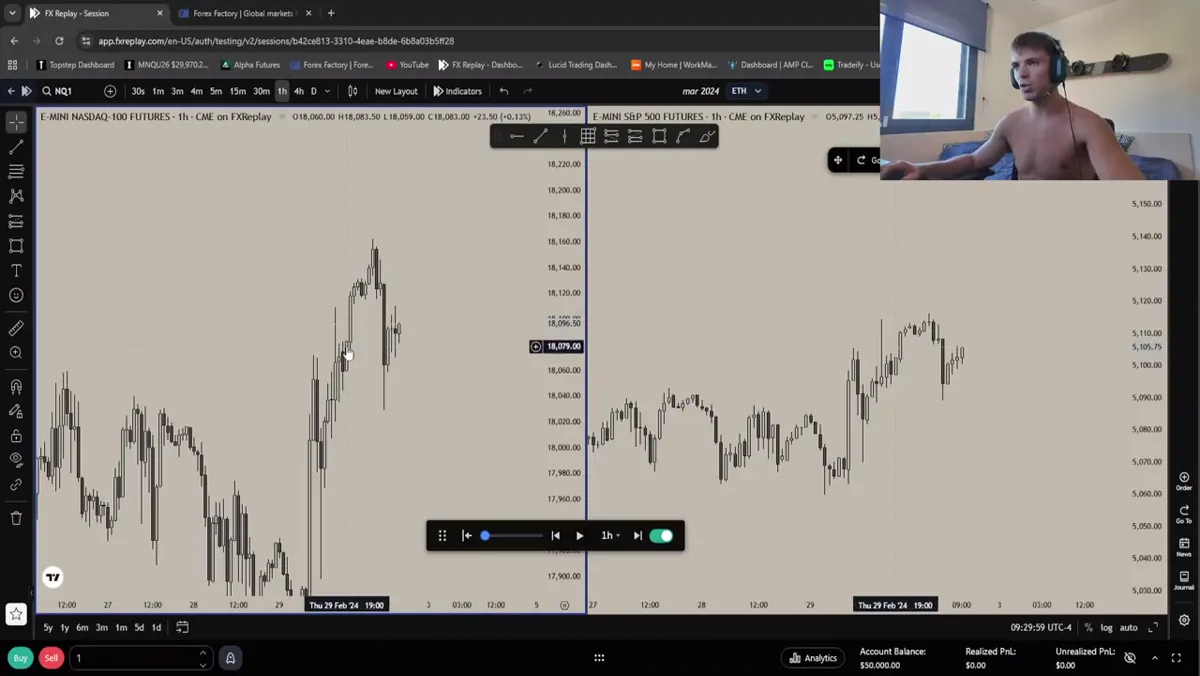 FX Replay - Session
Forex Factory | Global markets
app.fxreplay.com/en-US/auth/testing/v2/sessions/b42ce813-3310-4eae-b8de-6b8a03b5ff28
Topstep Dashboard
MNQU26 $29,970.2...
Alpha Futures
Forex Factory | Fore...
YouTube
FX Replay - Dashbo...
Lucid Trading Dash...
My Home | WorkMa...
Dashboard | AMP Cl...
Tradeify - Use
NQ1 30s 1m 3m 4m 5m 15m 30m 1h 4h D New Layout Indicators mar 2024 ETH
E-MINI NASDAQ-100 FUTURES · 1h · CME on FXReplay O18,060.00 H18,083.50 L18,059.00 C18,083.00 +23.50 (+0.13%)
E-MINI S&P 500 FUTURES · 1h · CME on FXReplay O5,097.25
Go
18,260.00
18,220.00
18,200.00
18,180.00
18,160.00
18,140.00
18,120.00
18,096.50
18,079.00
18,060.00
18,040.00
18,020.00
18,000.00
17,980.00
17,960.00
17,940.00
17,900.00
5,150.00
5,140.00
5,130.00
5,120.00
5,110.00
5,105.75
5,100.00
5,090.00
5,080.00
5,070.00
5,060.00
5,050.00
5,040.00
5,030.00
1h
12:00 27 12:00 28 12:00 29 Thu 29 Feb '24 19:00 3 03:00 12:00 5
27 12:00 28 12:00 29 Thu 29 Feb '24 19:00 09:00 3 03:00 12:00
Order
Go To
News
Journal
5y 1y 6m 3m 1m 5d 1d
09:29:59 UTC-4 % log auto
Buy Sell 1
Analytics
Account Balance:
$50,000.00
Realized PnL:
$0.00
Unrealized PnL:
$0.00